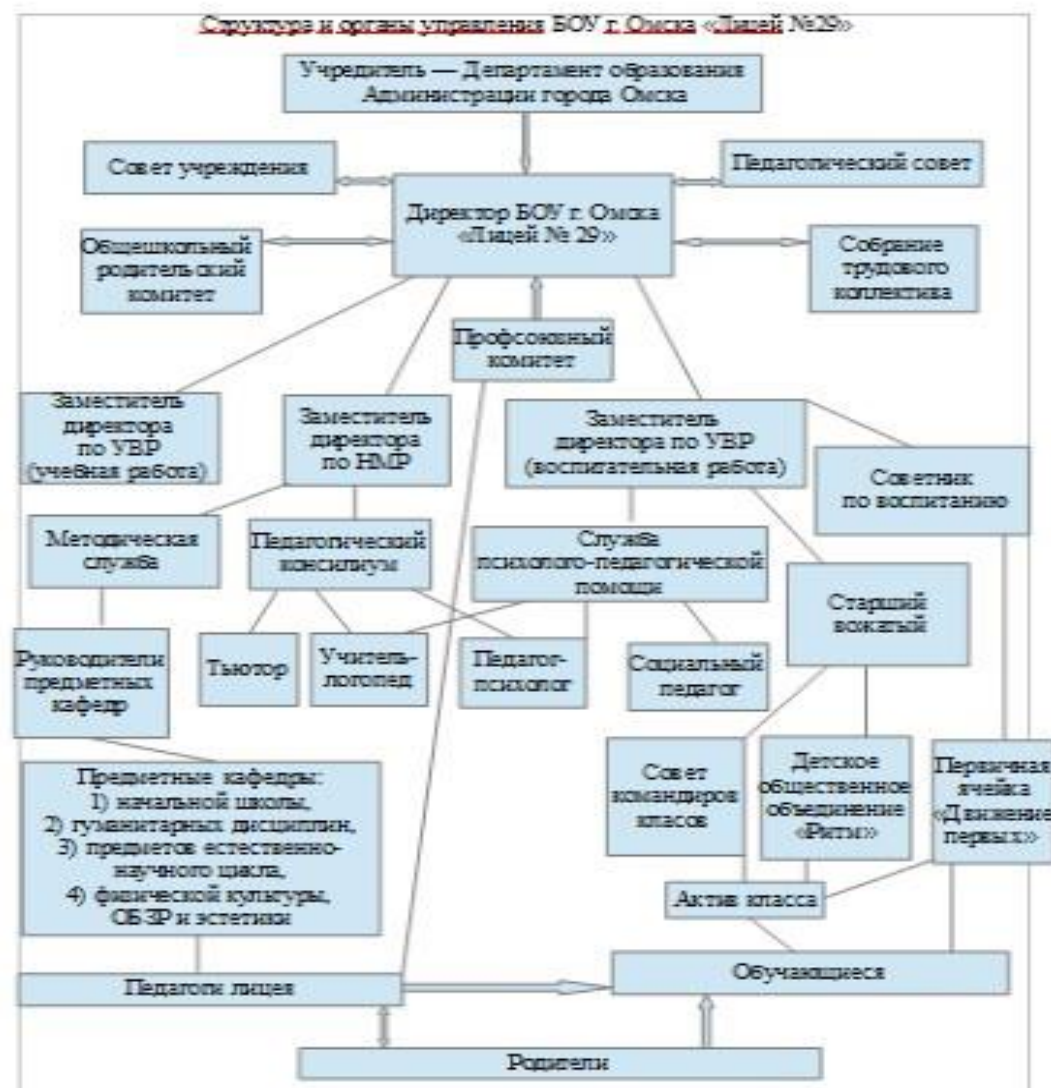 Структура и органы управления БОУ г. Омска «Лицей №29»
Учредитель — Департамент образования
Администрации города Омска
Совет учреждения
Педагогический совет
Директор БОУ г. Омска
«Лицей № 29»
Общешкольный
родительский
комитет
Собрание
трудового
коллектива
Профсоюзный
комитет
Заместитель
директора
по УВР
(учебная работа)
Заместитель
директора
по НМР
Заместитель
директора по УВР
(воспитательная работа)
Советник
по воспитанию
Методическая
служба
Педагогический
консилиум
Служба
психолого-педагогической
помощи
Старший
вожатый
Руководители
предметных
кафедр
Тьютор
Учитель-
логопед
Педагог-
психолог
Социальный
педагог
Предметные кафедры:
1) начальной школы,
2) гуманитарных дисциплин,
3) предметов естественно-
научного цикла,
4) физической культуры,
ОБЗР и эстетики
Совет
командиров
класов
Детское
общественное
объединение
«Ритм»
Первичная
ячейка
«Движение
первых»
Актив класса
Педагоги лицея
Обучающиеся
Родители